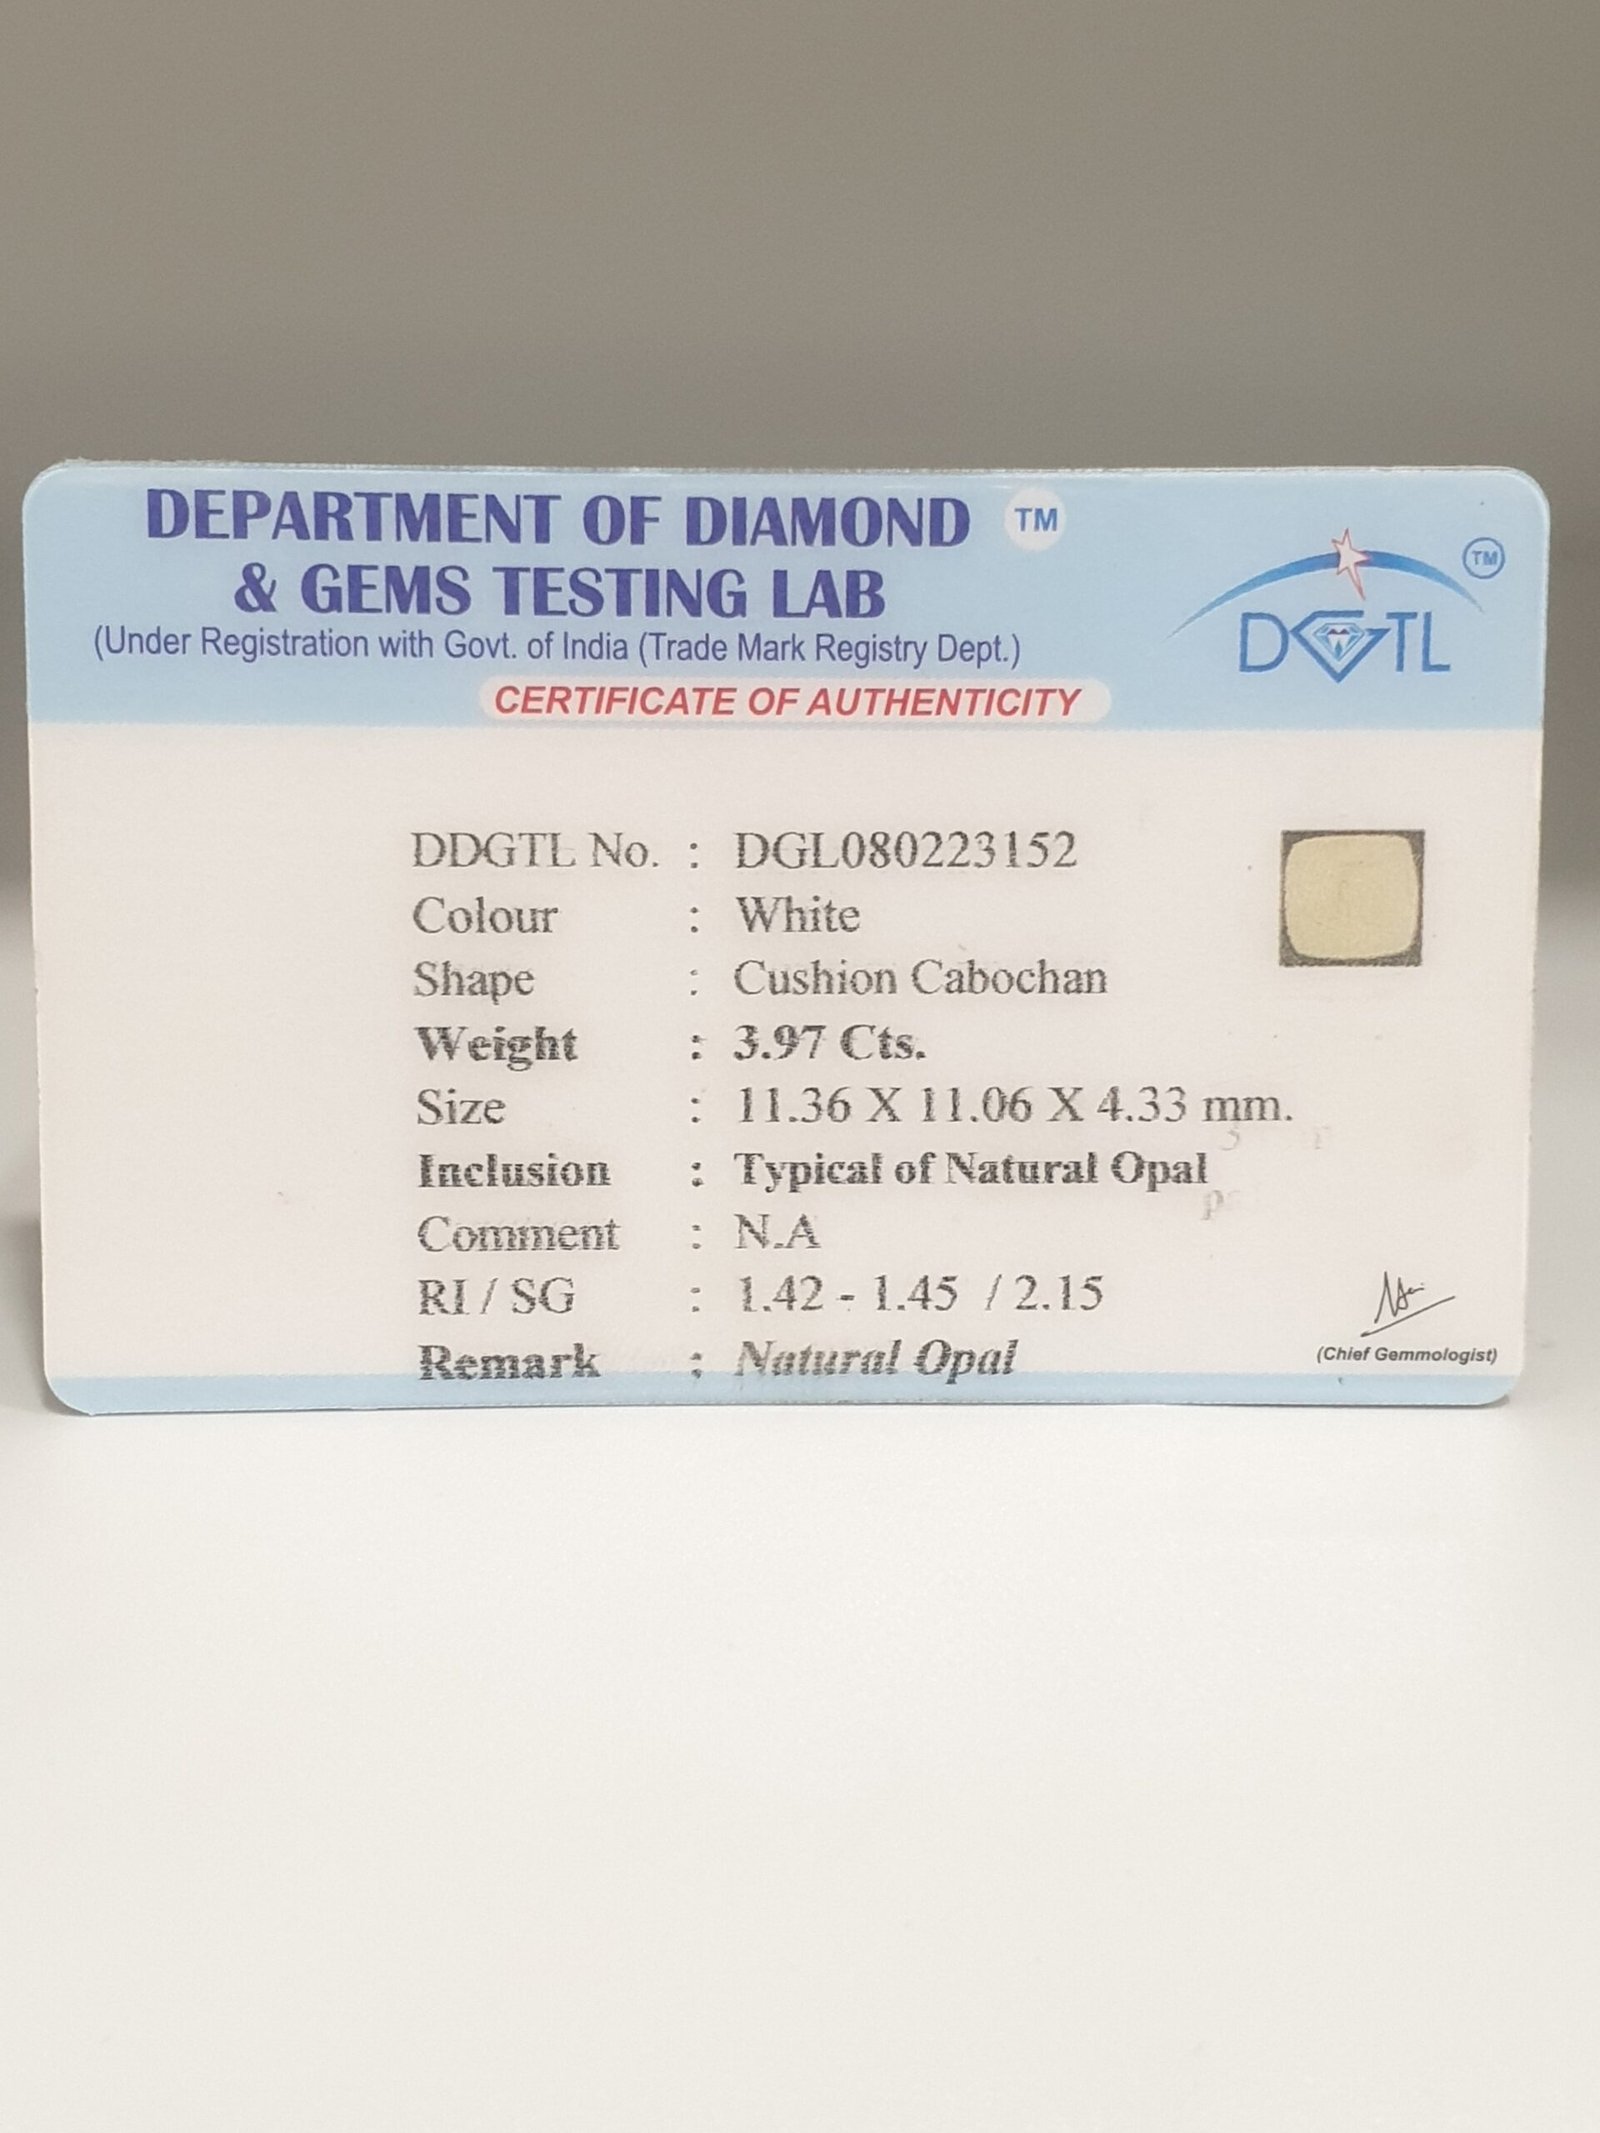 DEPARTMENT OF DIAMOND TM
& GEMS TESTING LAB
(Under Registration with Govt. of India (Trade Mark Registry Dept.)
CERTIFICATE OF AUTHENTICITY
TM
DGTL
DDGTL No. : DGL080223152
Colour : White
Shape : Cushion Cabochan
Weight : 3.97 Cts.
Size : 11.36 X 11.06 X 4.33 mm.
Inclusion : Typical of Natural Opal
Comment : N.A
RI / SG : 1.42 - 1.45 / 2.15
Remark : Natural Opal
(Chief Gemmologist)